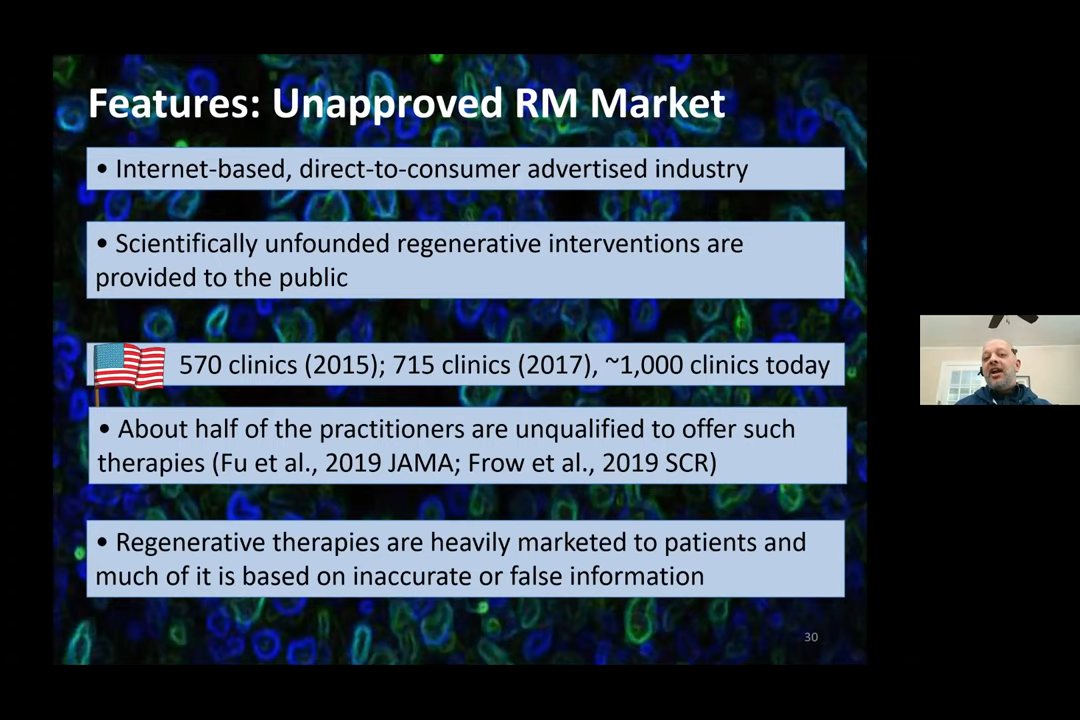 Features: Unapproved RM Market
• Internet-based, direct-to-consumer advertised industry
• Scientifically unfounded regenerative interventions are
provided to the public
570 clinics (2015); 715 clinics (2017), ~1,000 clinics today
• About half of the practitioners are unqualified to offer such
therapies (Fu et al., 2019 JAMA; Frow et al., 2019 SCR)
• Regenerative therapies are heavily marketed to patients and
much of it is based on inaccurate or false information
30